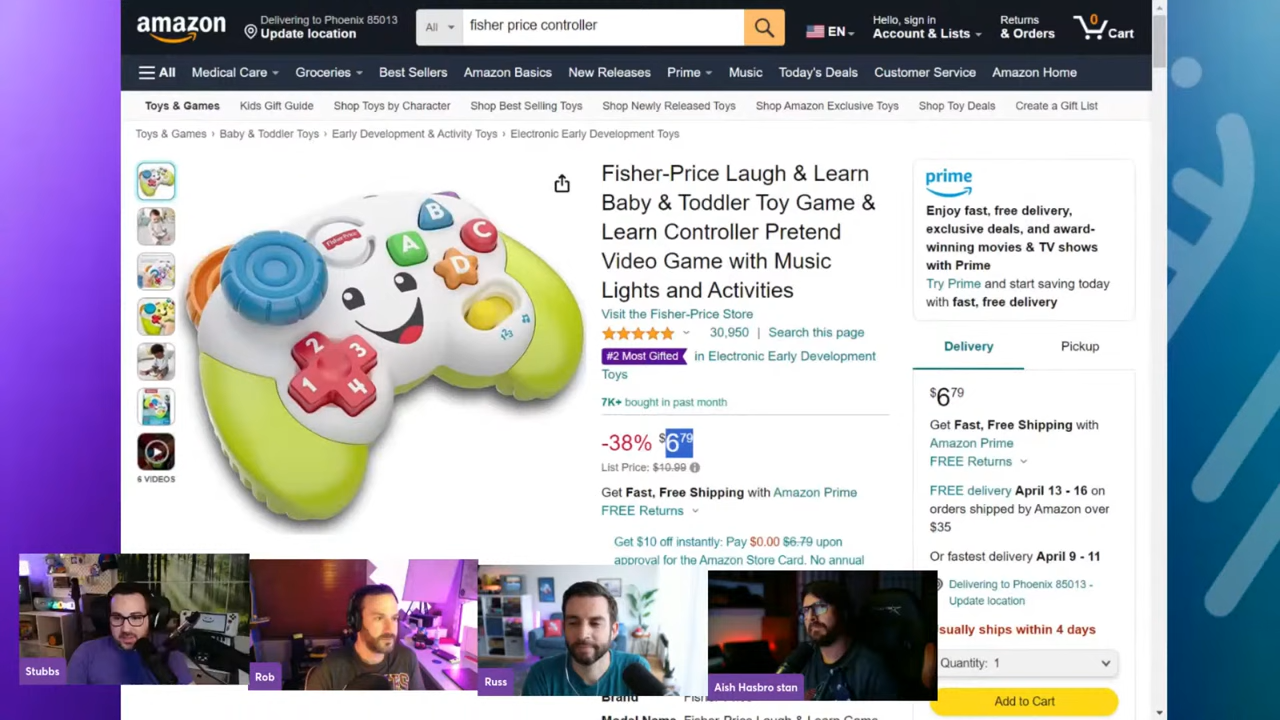 amazon
Delivering to Phoenix 85013
Update location
All
fisher price controller
EN
Hello, sign in
Account & Lists
Returns
& Orders
0
Cart
All
Medical Care
Groceries
Best Sellers
Amazon Basics
New Releases
Prime
Music
Today's Deals
Customer Service
Amazon Home
Toys & Games
Kids Gift Guide
Shop Toys by Character
Shop Best Selling Toys
Shop Newly Released Toys
Shop Amazon Exclusive Toys
Shop Toy Deals
Create a Gift List
Toys & Games › Baby & Toddler Toys › Early Development & Activity Toys › Electronic Early Development Toys
6 VIDEOS
Fisher-Price
A
B
C
D
1
2
3
4
123
Fisher-Price Laugh & Learn
Baby & Toddler Toy Game &
Learn Controller Pretend
Video Game with Music
Lights and Activities
Visit the Fisher-Price Store
30,950 | Search this page
#2 Most Gifted in Electronic Early Development
Toys
7K+ bought in past month
-38% $6 79
List Price: $10.99
Get Fast, Free Shipping with Amazon Prime
FREE Returns
Get $10 off instantly: Pay $0.00 $6.79 upon
approval for the Amazon Store Card. No annual
Brand
prime
Enjoy fast, free delivery,
exclusive deals, and award-
winning movies & TV shows
with Prime
Try Prime and start saving today
with fast, free delivery
Delivery
Pickup
$6 79
Get Fast, Free Shipping with
Amazon Prime
FREE Returns
FREE delivery April 13 - 16 on
orders shipped by Amazon over
$35
Or fastest delivery April 9 - 11
Delivering to Phoenix 85013 -
Update location
sually ships within 4 days
Quantity: 1
Add to Cart
Stubbs
Rob
Russ
Aish Hasbro stan